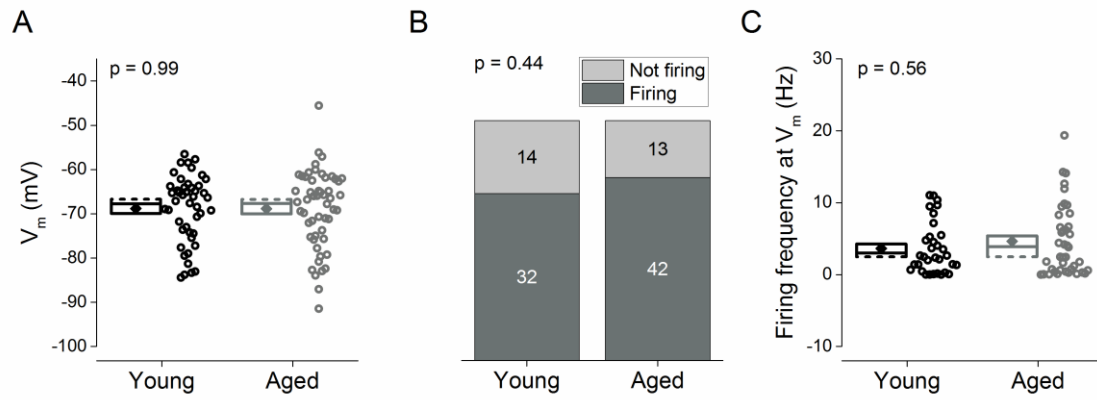 A
p = 0.99
Vm (mV)
-40
-50
-60
-70
-80
-90
-100
Young
Aged
B
p = 0.44
Not firing
Firing
14
13
32
42
Young
Aged
C
p = 0.56
Firing frequency at Vm (Hz)
30
20
10
0
-10
Young
Aged